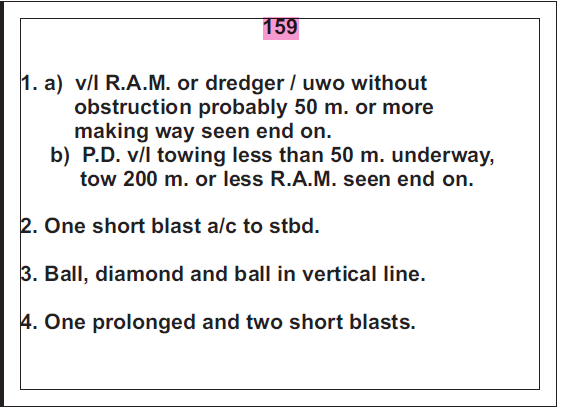 159
1. a) v/l R.A.M. or dredger / uwo without
obstruction probably 50 m. or more
making way seen end on.
b) P.D. v/l towing less than 50 m. underway,
tow 200 m. or less R.A.M. seen end on.
2. One short blast a/c to stbd.
3. Ball, diamond and ball in vertical line.
4. One prolonged and two short blasts.